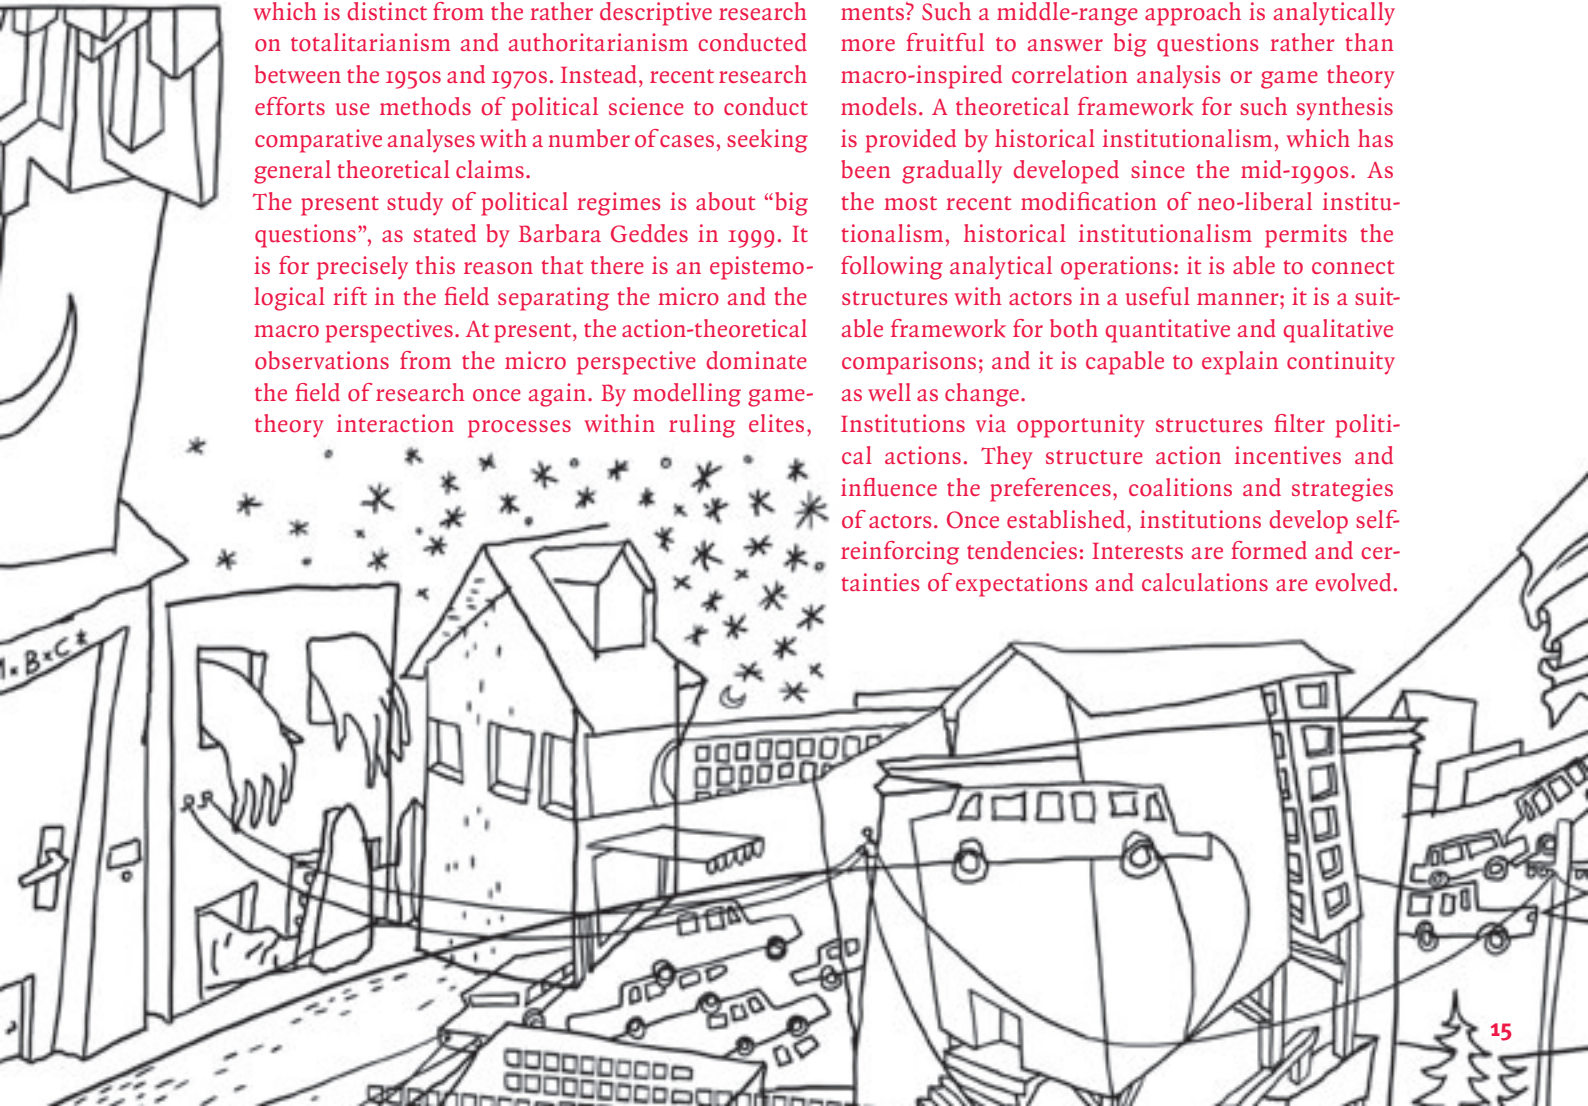 which is distinct from the rather descriptive research
on totalitarianism and authoritarianism conducted
between the 1950s and 1970s. Instead, recent research
efforts use methods of political science to conduct
comparative analyses with a number of cases, seeking
general theoretical claims.
The present study of political regimes is about “big
questions”, as stated by Barbara Geddes in 1999. It
is for precisely this reason that there is an epistemo-
logical rift in the field separating the micro and the
macro perspectives. At present, the action-theoretical
observations from the micro perspective dominate
the field of research once again. By modelling game-
theory interaction processes within ruling elites,
ments? Such a middle-range approach is analytically
more fruitful to answer big questions rather than
macro-inspired correlation analysis or game theory
models. A theoretical framework for such synthesis
is provided by historical institutionalism, which has
been gradually developed since the mid-1990s. As
the most recent modification of neo-liberal institu-
tionalism, historical institutionalism permits the
following analytical operations: it is able to connect
structures with actors in a useful manner; it is a suit-
able framework for both quantitative and qualitative
comparisons; and it is capable to explain continuity
as well as change.
Institutions via opportunity structures filter politi-
cal actions. They structure action incentives and
influence the preferences, coalitions and strategies
of actors. Once established, institutions develop self-
reinforcing tendencies: Interests are formed and cer-
tainties of expectations and calculations are evolved.
15